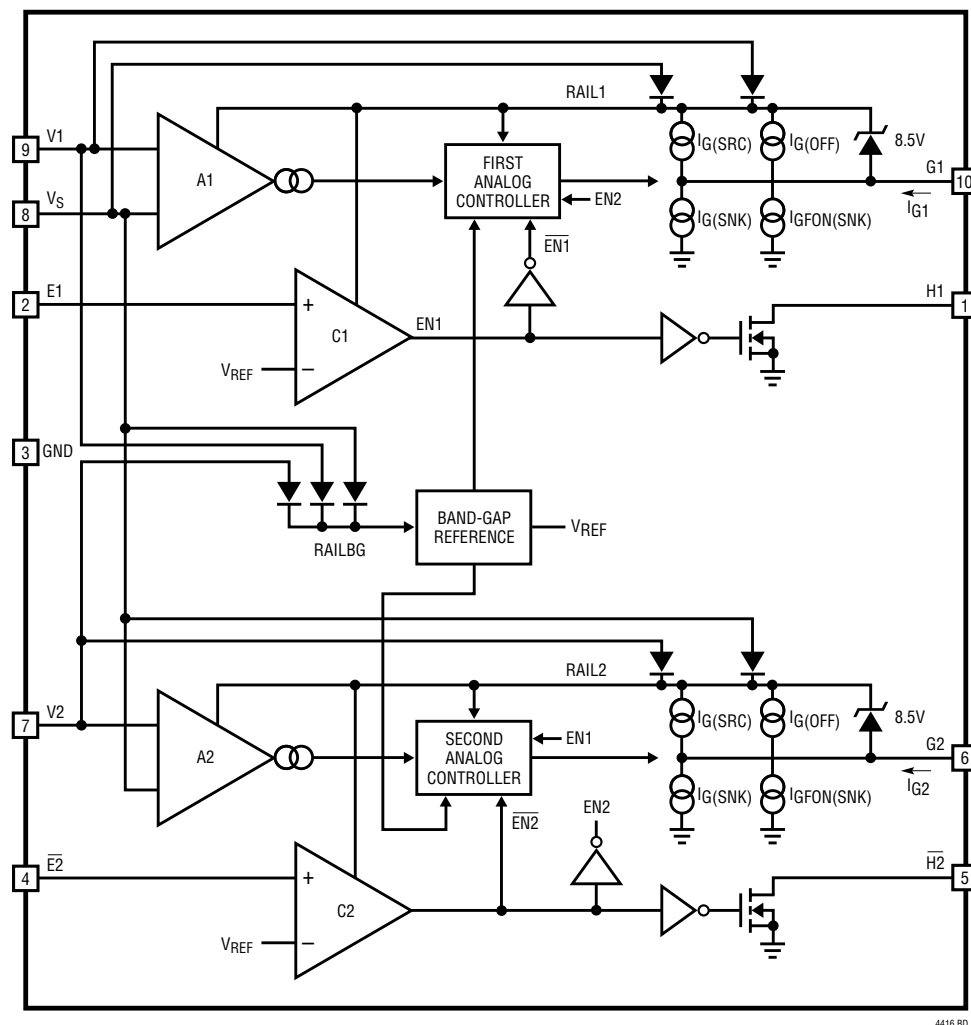 RAIL1
9 V1
A1
FIRST
ANALOG
CONTROLLER
IG(SRC)
IG(OFF)
8.5V
G1
10
IG1
8 VS
EN2
IG(SNK)
IGFON(SNK)
EN1
2 E1
+
C1
EN1
H1
1
VREF
–
3 GND
BAND-GAP
REFERENCE
VREF
RAILBG
RAIL2
7 V2
A2
SECOND
ANALOG
CONTROLLER
EN1
IG(SRC)
IG(OFF)
8.5V
G2
6
IG2
IG(SNK)
IGFON(SNK)
EN2
EN2
4 E2
+
C2
H2
5
VREF
–
4416 BD